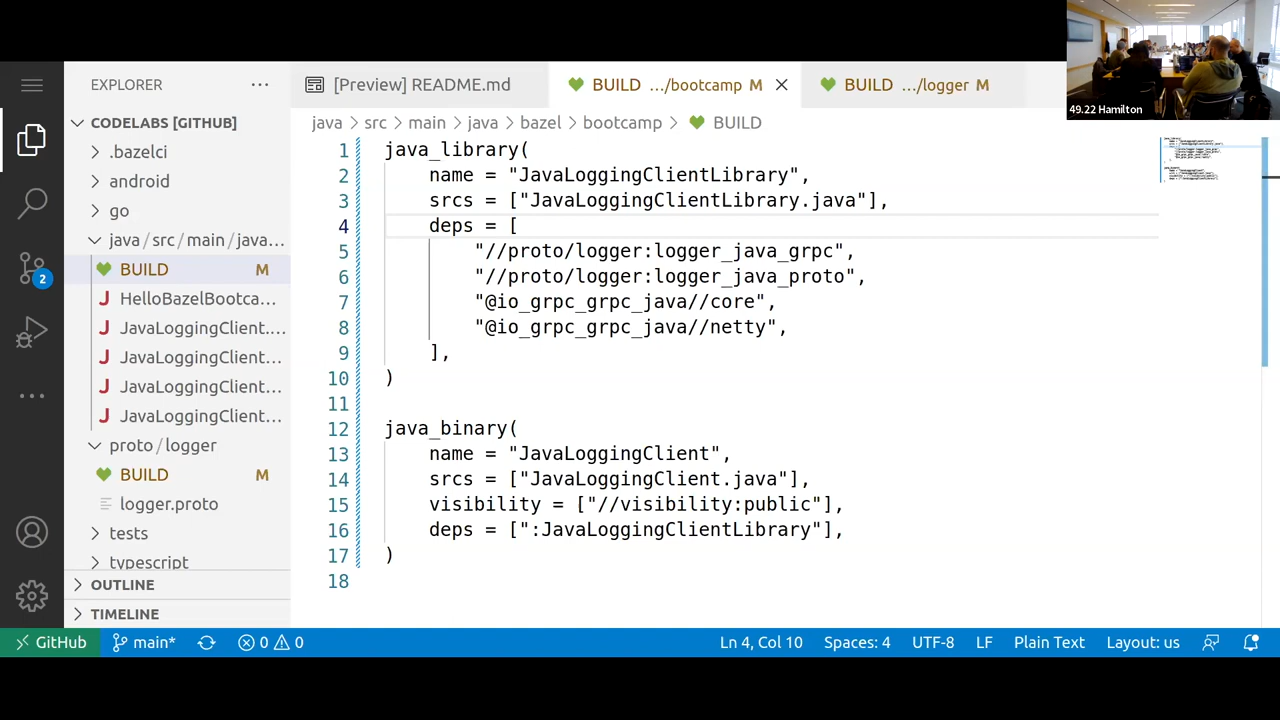 49.22 Hamilton
EXPLORER
[Preview] README.md
BUILD .../bootcamp M
BUILD .../logger M
CODELABS [GITHUB]
.bazelci
android
go
java/src/main/java…
BUILD M
HelloBazelBootca…
JavaLoggingClient.…
JavaLoggingClient…
JavaLoggingClient…
JavaLoggingClient…
proto/logger
BUILD M
logger.proto
tests
typescript
OUTLINE
TIMELINE
2
java > src > main > java > bazel > bootcamp > BUILD
1 java_library(
2     name = "JavaLoggingClientLibrary",
3     srcs = ["JavaLoggingClientLibrary.java"],
4     deps = [
5         "//proto/logger:logger_java_grpc",
6         "//proto/logger:logger_java_proto",
7         "@io_grpc_grpc_java//core",
8         "@io_grpc_grpc_java//netty",
9     ],
10 )
11
12 java_binary(
13     name = "JavaLoggingClient",
14     srcs = ["JavaLoggingClient.java"],
15     visibility = ["//visibility:public"],
16     deps = [":JavaLoggingClientLibrary"],
17 )
18
GitHub main* 0 0 Ln 4, Col 10 Spaces: 4 UTF-8 LF Plain Text Layout: us